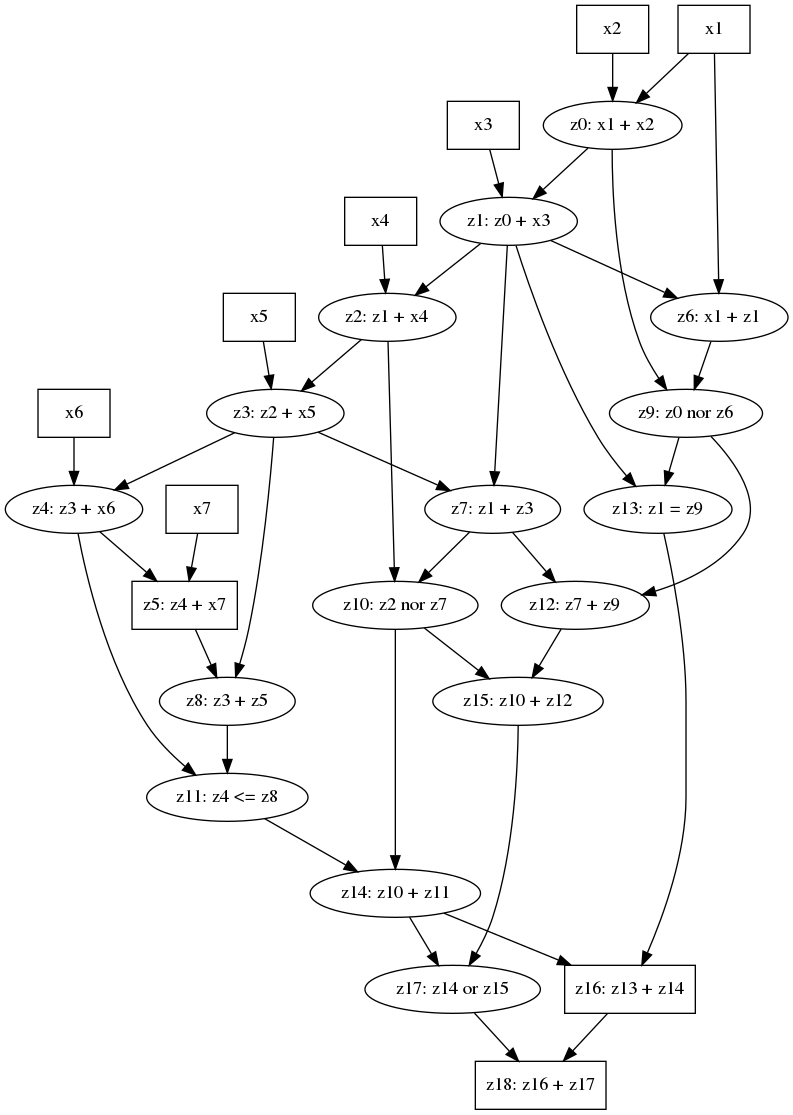 x2
x1
x3
z0: x1 + x2
x4
z1: z0 + x3
x5
z2: z1 + x4
z6: x1 + z1
x6
z3: z2 + x5
z9: z0 nor z6
z4: z3 + x6
x7
z7: z1 + z3
z13: z1 = z9
z5: z4 + x7
z10: z2 nor z7
z12: z7 + z9
z8: z3 + z5
z15: z10 + z12
z11: z4 <= z8
z14: z10 + z11
z17: z14 or z15
z16: z13 + z14
z18: z16 + z17